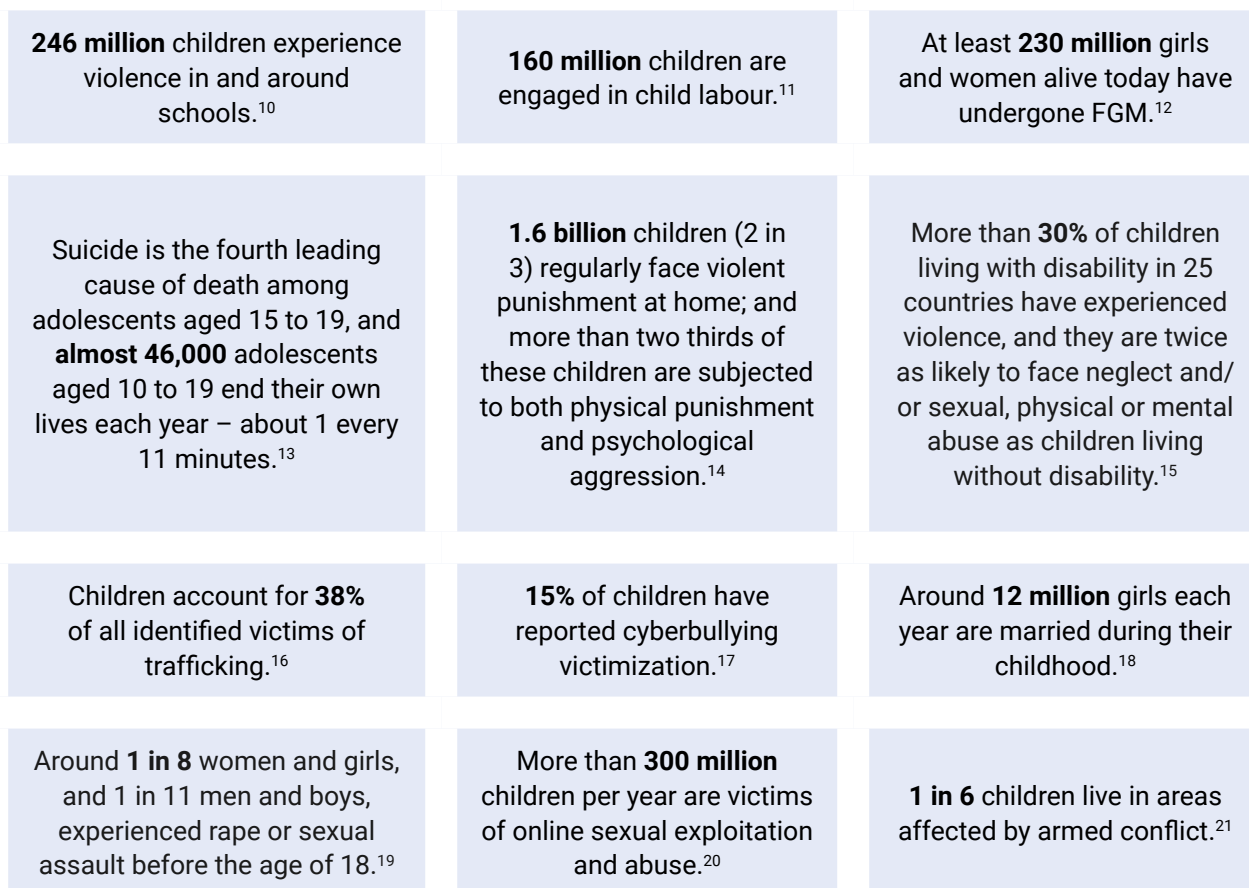 246 million children experience
violence in and around
schools.10
160 million children are
engaged in child labour.11
At least 230 million girls
and women alive today have
undergone FGM.12
Suicide is the fourth leading
cause of death among
adolescents aged 15 to 19, and
almost 46,000 adolescents
aged 10 to 19 end their own
lives each year – about 1 every
11 minutes.13
1.6 billion children (2 in
3) regularly face violent
punishment at home; and
more than two thirds of
these children are subjected
to both physical punishment
and psychological
aggression.14
More than 30% of children
living with disability in 25
countries have experienced
violence, and they are twice
as likely to face neglect and/
or sexual, physical or mental
abuse as children living
without disability.15
Children account for 38%
of all identified victims of
trafficking.16
15% of children have
reported cyberbullying
victimization.17
Around 12 million girls each
year are married during their
childhood.18
Around 1 in 8 women and girls,
and 1 in 11 men and boys,
experienced rape or sexual
assault before the age of 18.19
More than 300 million
children per year are victims
of online sexual exploitation
and abuse.20
1 in 6 children live in areas
affected by armed conflict.21